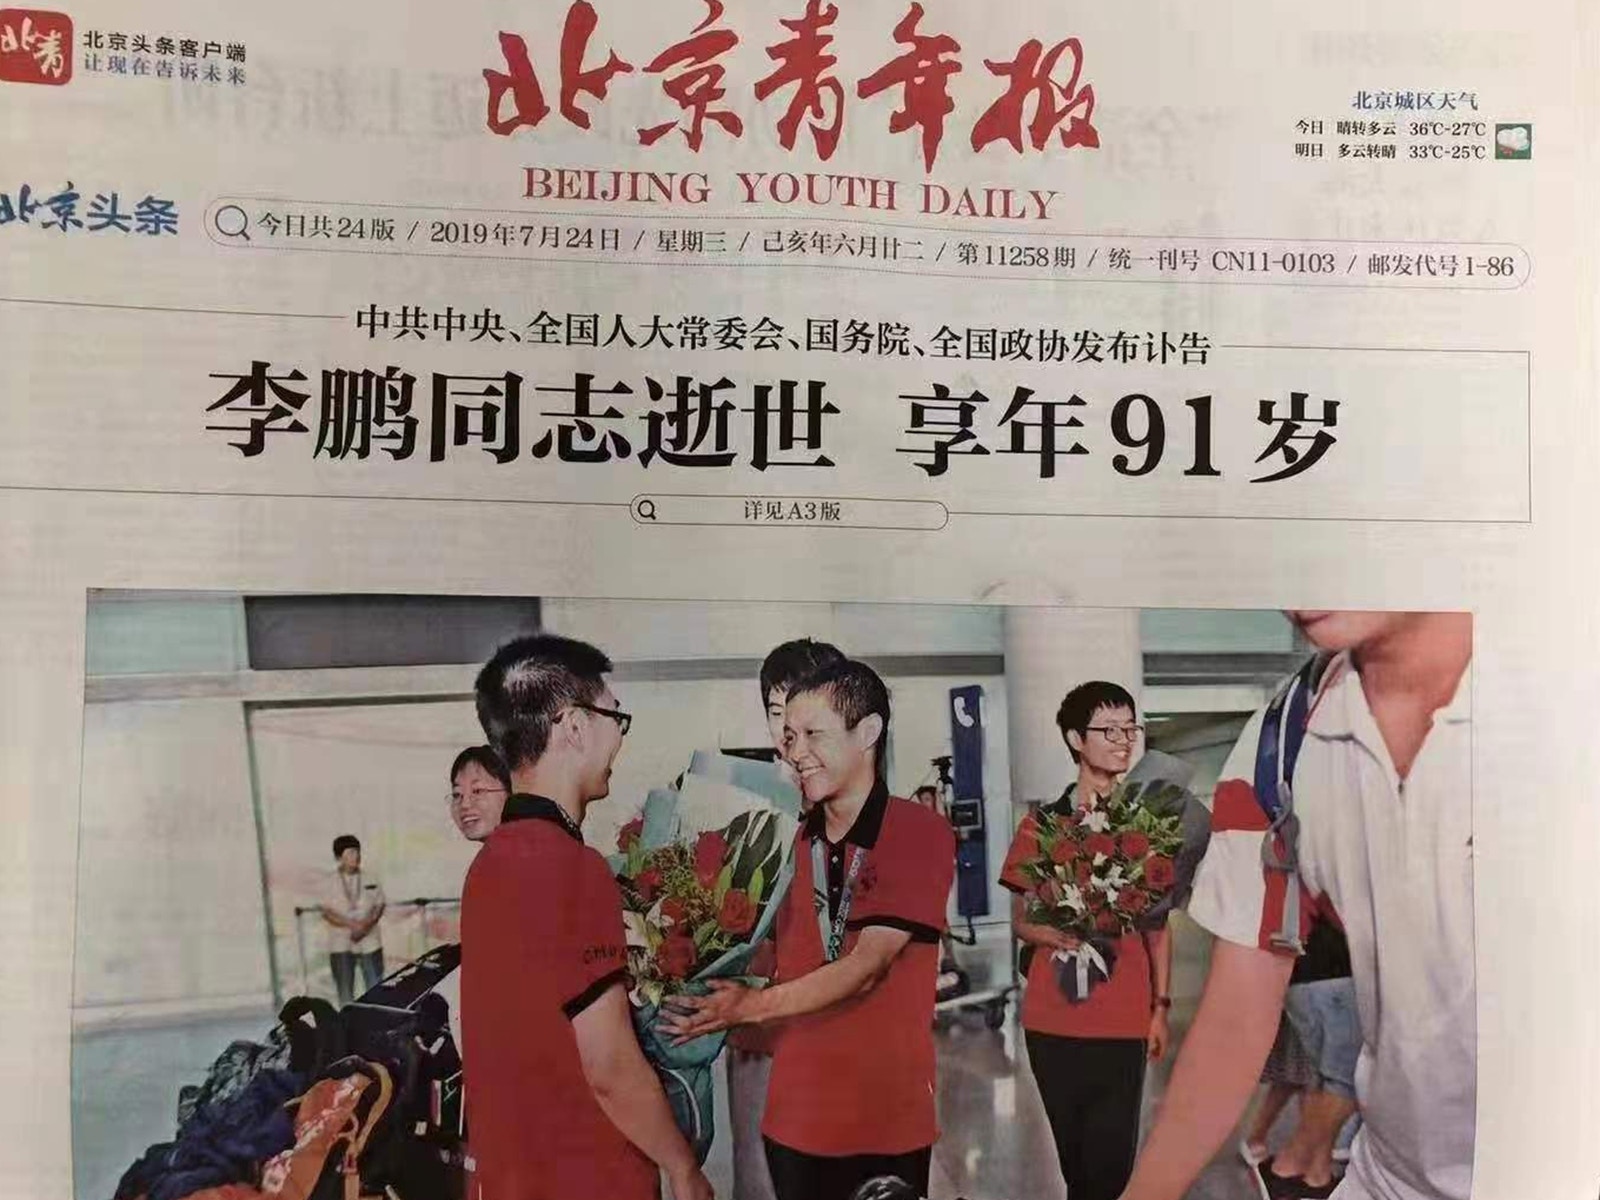 北青
北京头条客户端
让现在告诉未来
北京青年报
BEIJING YOUTH DAILY
北京城区天气
今日 晴转多云 36℃-27℃
明日 多云转晴 33℃-25℃
北京头条
今日共24版 / 2019年7月24日 / 星期三 / 己亥年六月廿二 / 第11258期 / 统一刊号 CN11-0103 / 邮发代号1-86
中共中央、全国人大常委会、国务院、全国政协发布讣告
李鹏同志逝世 享年91岁
详见A3版